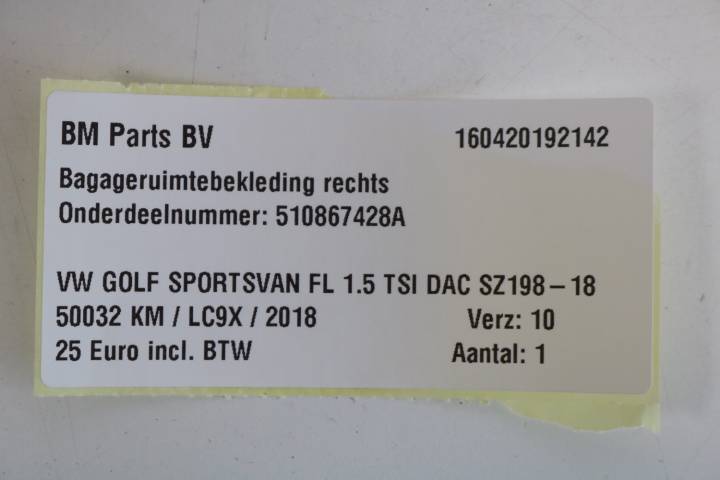 BM Parts BV 160420192142
Bagageruimtebekleding rechts
Onderdeelnummer: 510867428A
VW GOLF SPORTSVAN FL 1.5 TSI DAC SZ198-18
50032 KM / LC9X / 2018 Verz: 10
25 Euro incl. BTW Aantal: 1